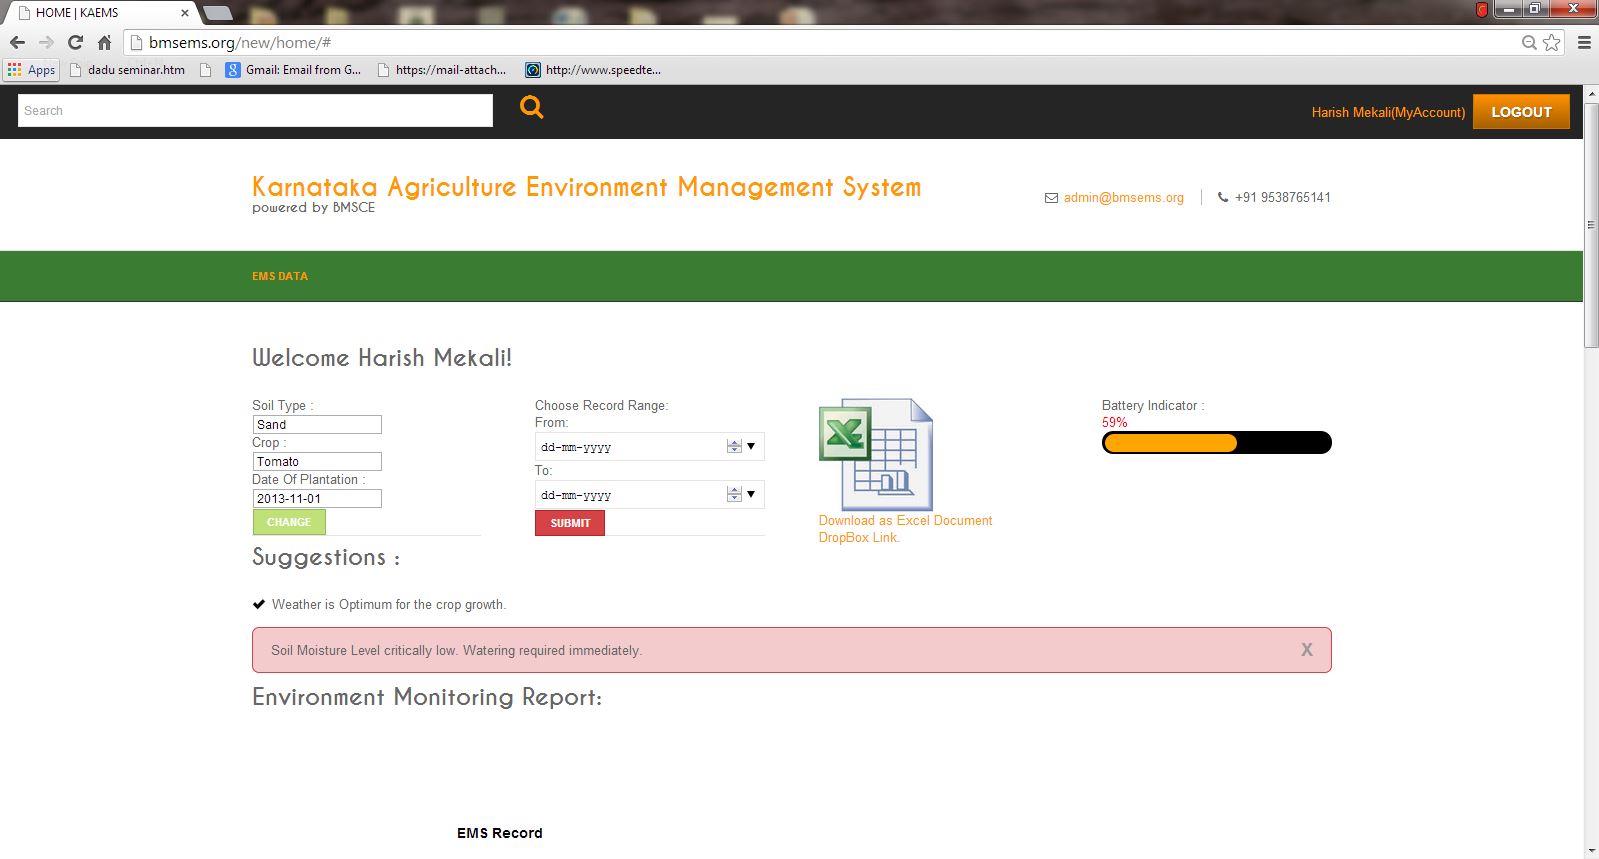 HOME | KAEMS
bmsems.org/new/home/#
Apps
dadu seminar.htm
Gmail: Email from G...
https://mail-attach...
http://www.speedte...
Search
Harish Mekali(MyAccount)
LOGOUT
Karnataka Agriculture Environment Management System
powered by BMSCE
admin@bmsems.org
+91 9538765141
EMS DATA
Welcome Harish Mekali!
Soil Type :
Sand
Crop :
Tomato
Date Of Plantation :
2013-11-01
CHANGE
Choose Record Range:
From:
dd-mm-yyyy
To:
dd-mm-yyyy
SUBMIT
Download as Excel Document
DropBox Link.
Battery Indicator :
59%
Suggestions :
Weather is Optimum for the crop growth.
Soil Moisture Level critically low. Watering required immediately.
X
Environment Monitoring Report:
EMS Record